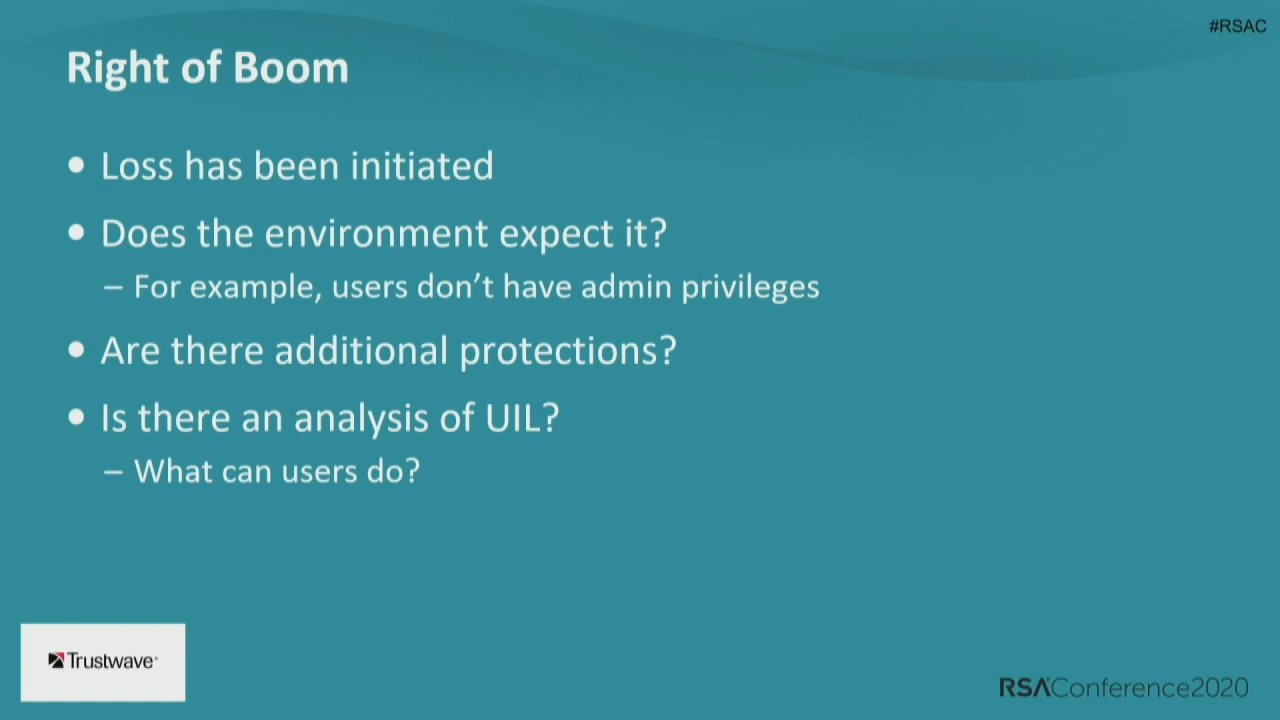 #RSAC
Right of Boom
• Loss has been initiated
• Does the environment expect it?
– For example, users don’t have admin privileges
• Are there additional protections?
• Is there an analysis of UIL?
– What can users do?
Trustwave®
RSAConference2020